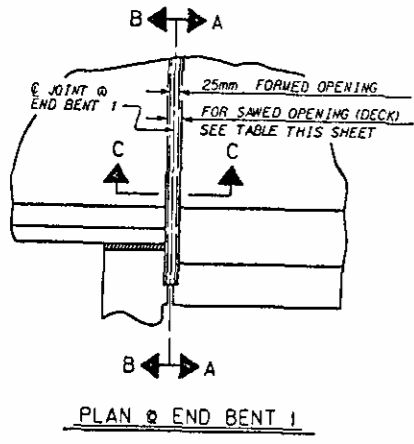 B A
℄ JOINT @
END BENT 1
25mm FORMED OPENING
FOR SAWED OPENING (DECK)
SEE TABLE THIS SHEET
C C
B A
PLAN @ END BENT 1